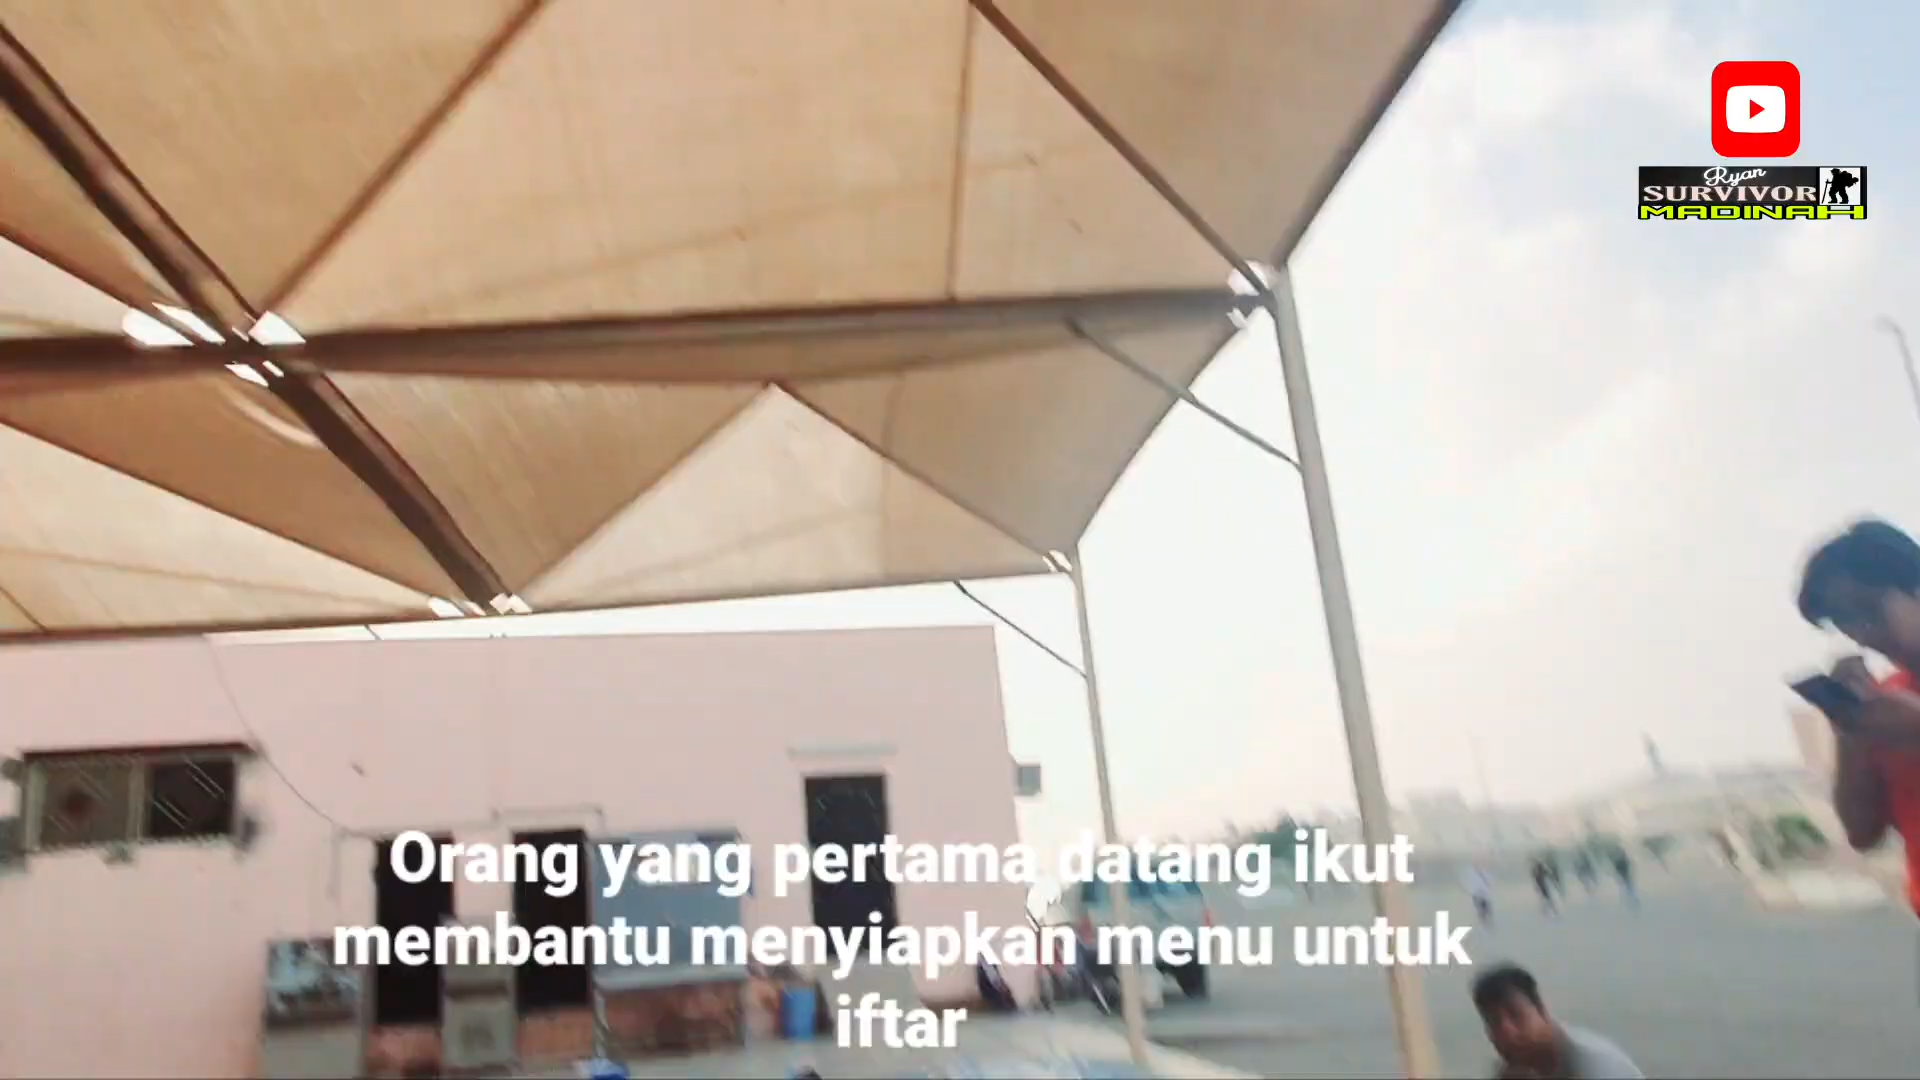 Ryan
SURVIVOR
MADINAH
Orang yang pertama datang ikut
membantu menyiapkan menu untuk
iftar